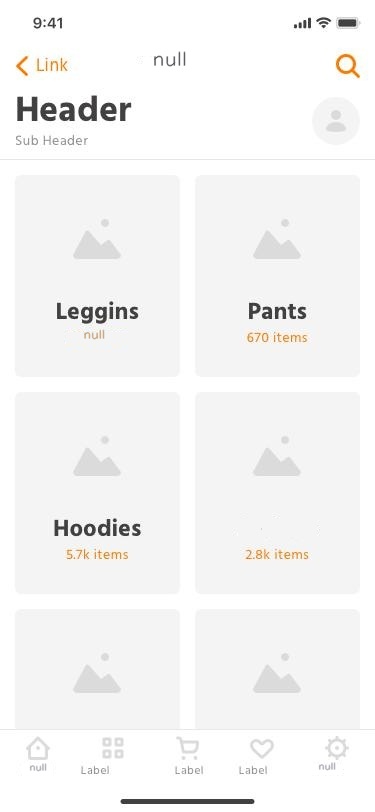 9:41
Link
null
Header
Sub Header
Leggins
Pants
null
670 items
Hoodies
5.7k items
2.8k items
null
Label
Label
Label
null